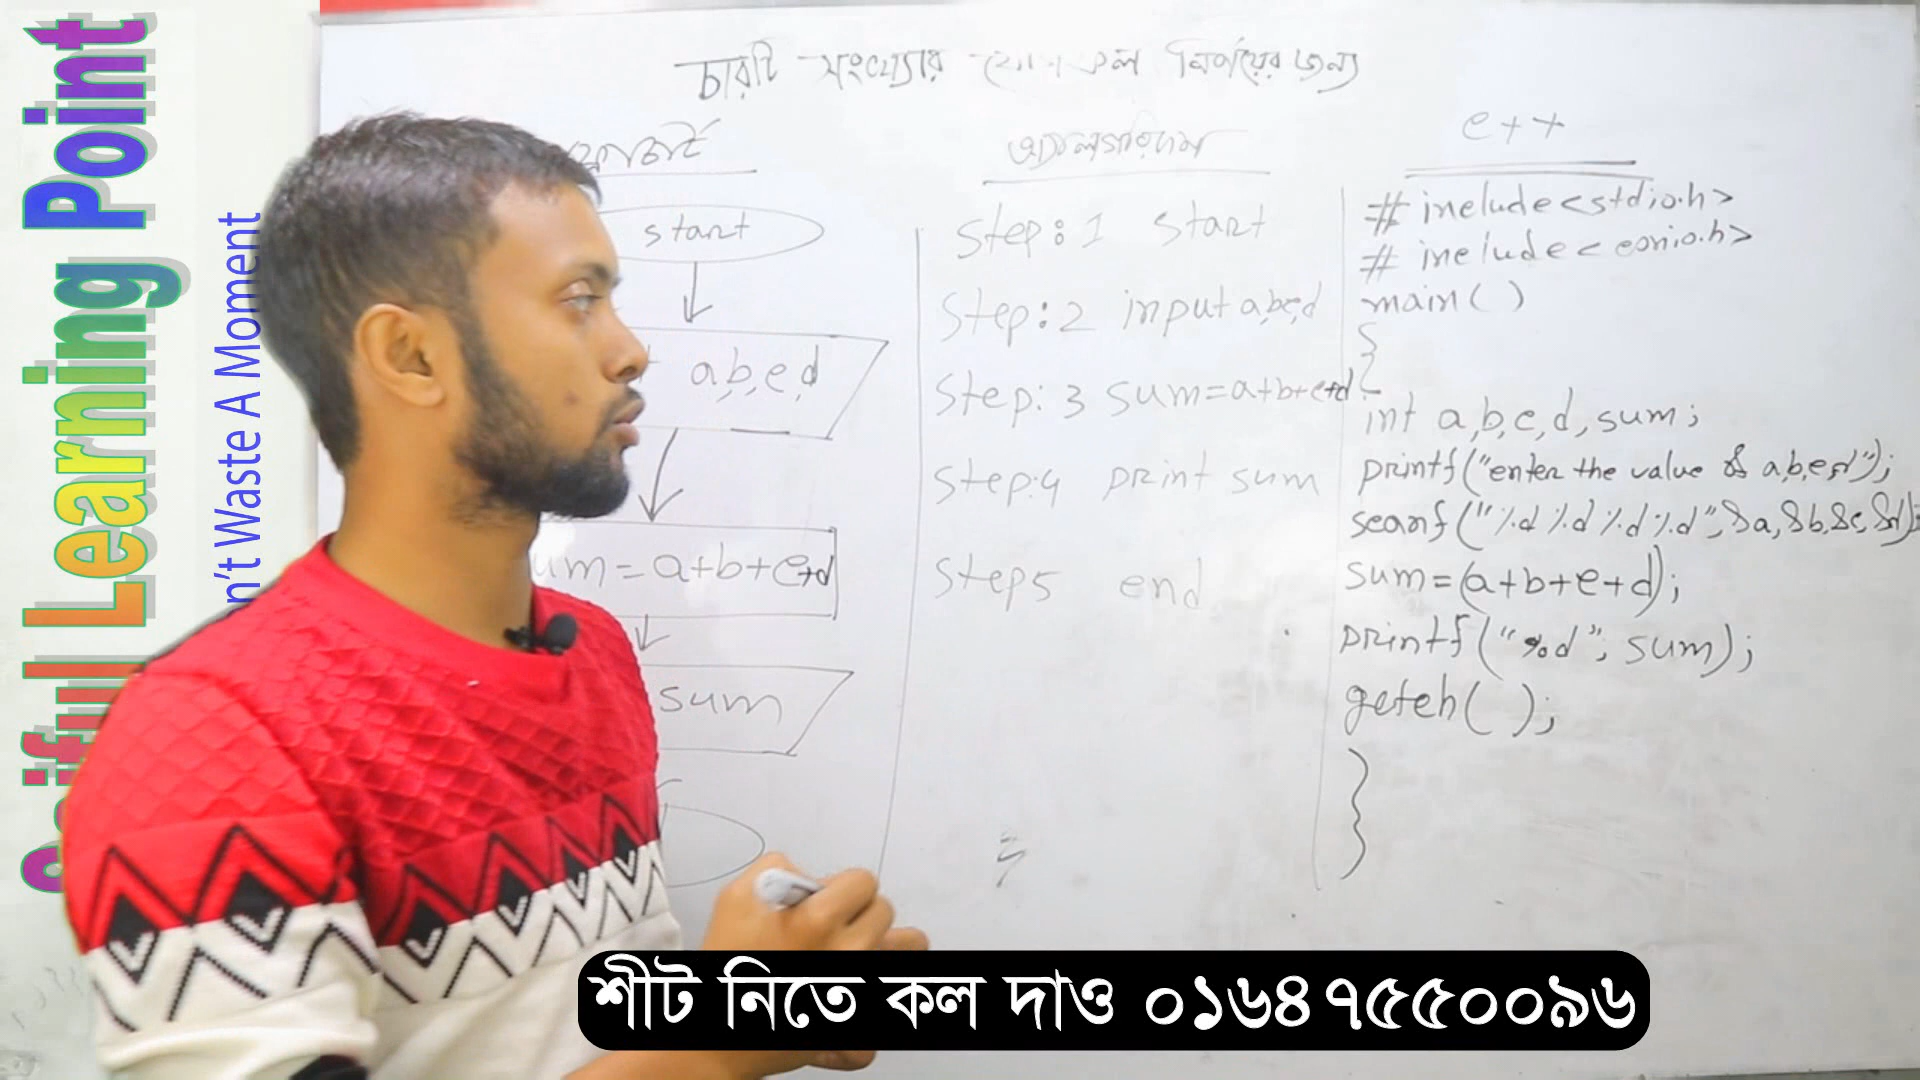 চারটি সংখ্যার যোগফল নির্ণয়ের জন্য
start
a,b,c,d
sum=a+b+c+d
sum
অ্যালগরিদম
Step:1 start
Step:2 input a,b,c,d
Step:3 sum=a+b+c+d
Step:4 print sum
Step5 end
c++
# include<stdio.h>
# include<conio.h>
main()
{
int a,b,c,d,sum;
printf("enter the value of a,b,c,d");
scanf("%d %d %d %d",&a,&b,&c,&d);
sum=(a+b+c+d);
printf("%d", sum);
getch( );
}
Learning Point
n't Waste A Moment
শীট নিতে কল দাও ০১৬৪৭৫৫০০৯৬